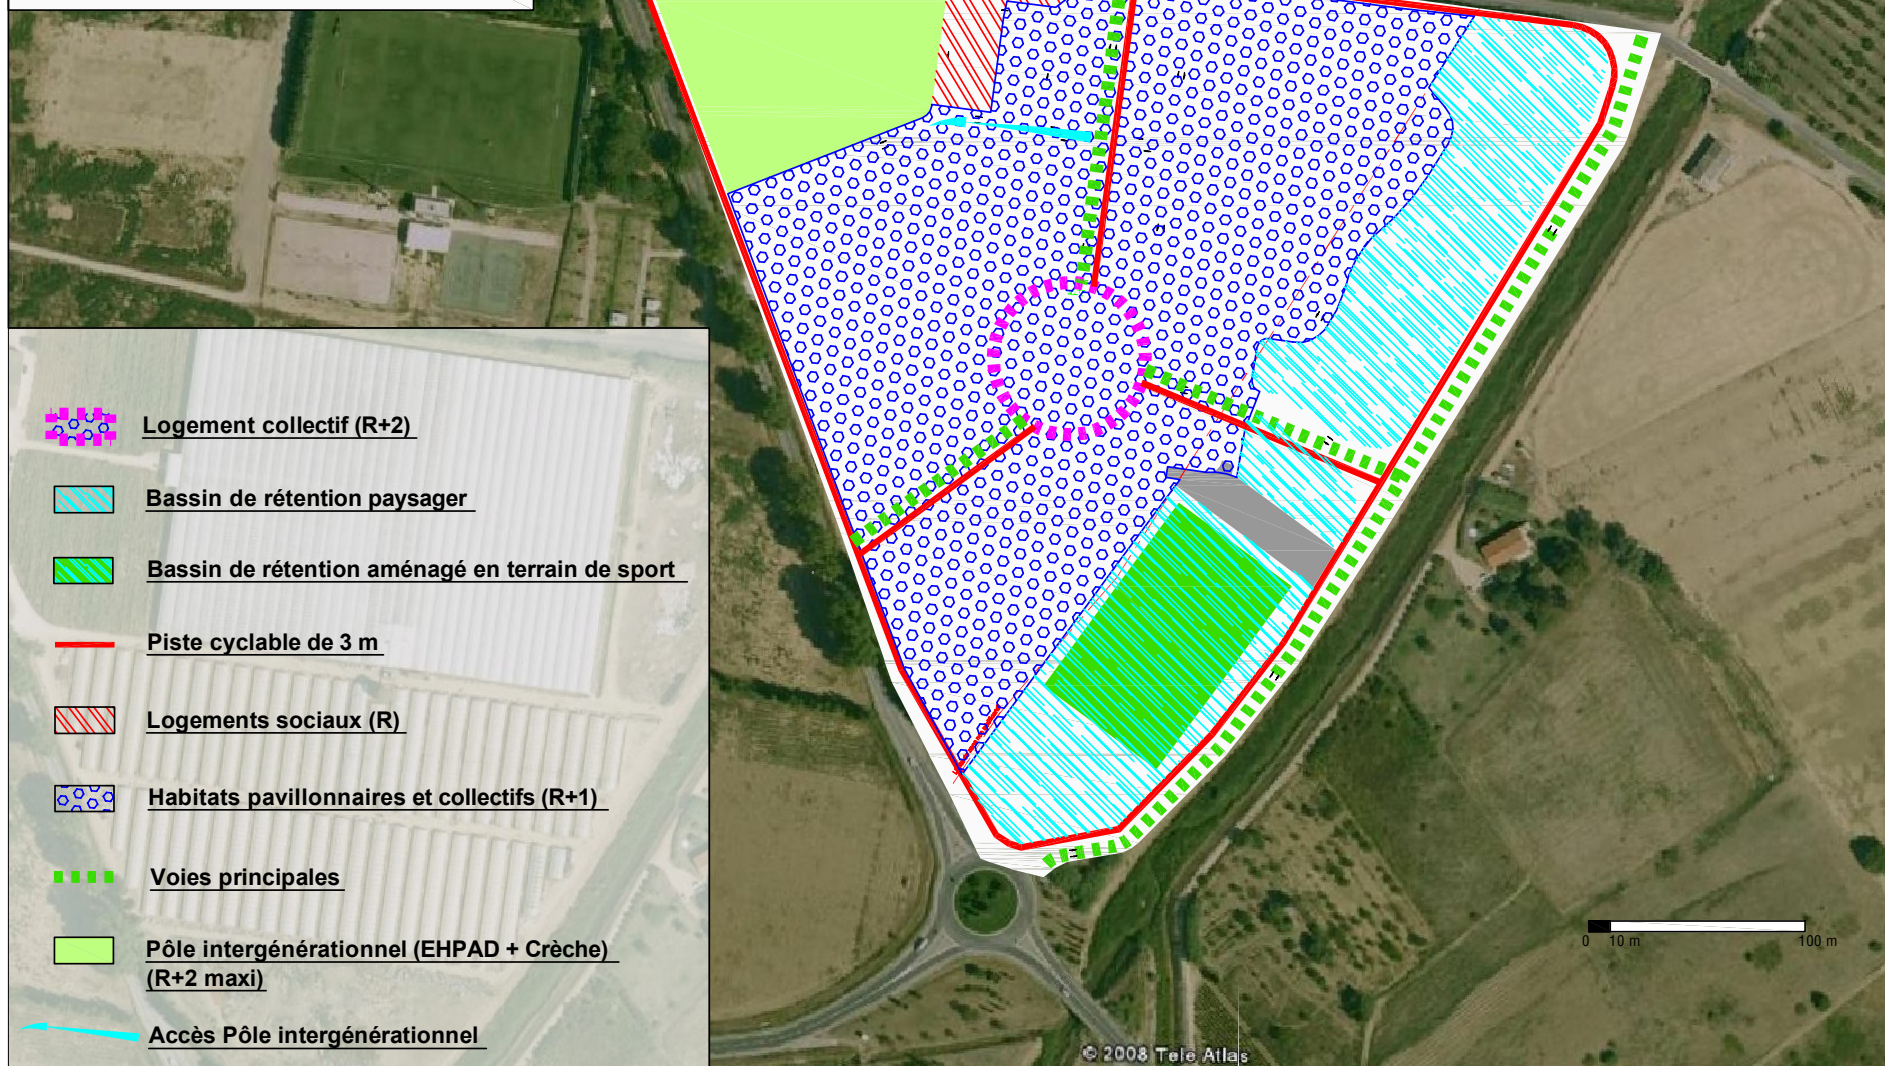 Logement collectif (R+2)
Bassin de rétention paysager
Bassin de rétention aménagé en terrain de sport
Piste cyclable de 3 m
Logements sociaux (R)
Habitats pavillonnaires et collectifs (R+1)
Voies principales
Pôle intergénérationnel (EHPAD + Crèche)
(R+2 maxi)
Accès Pôle intergénérationnel
0 10 m 100 m
© 2008 Tele Atlas